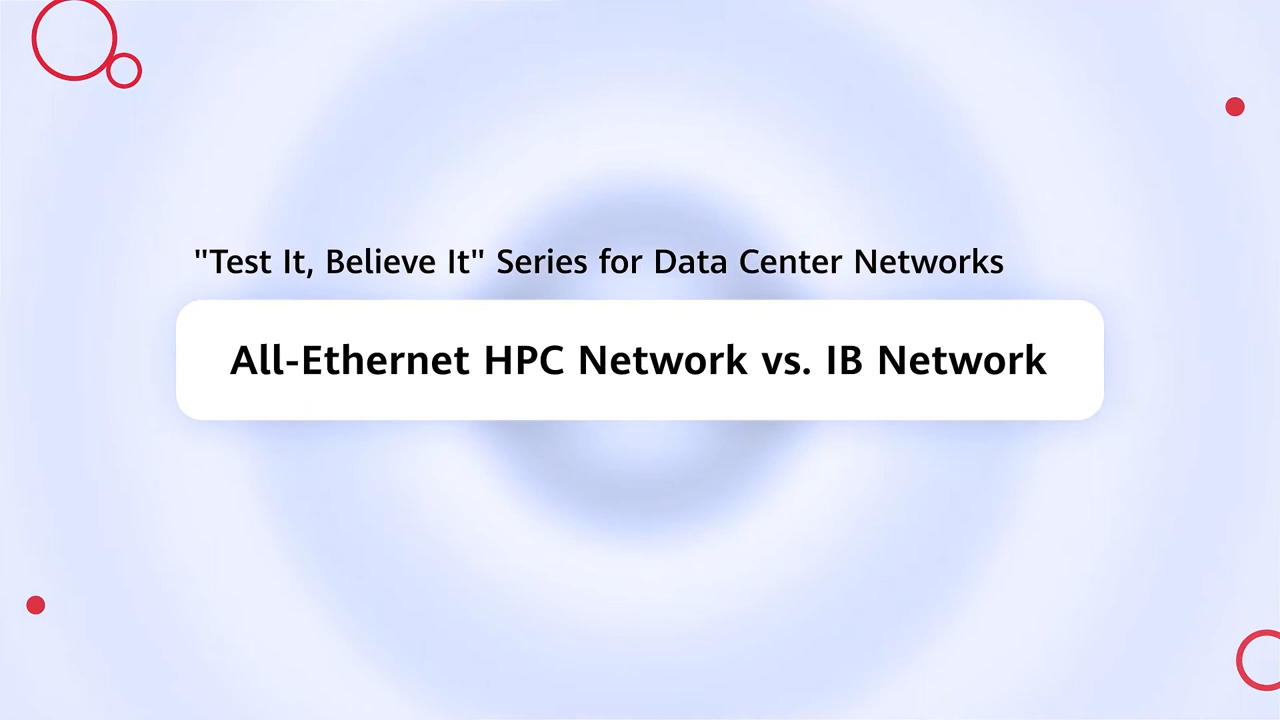 "Test It, Believe It" Series for Data Center Networks
All-Ethernet HPC Network vs. IB Network